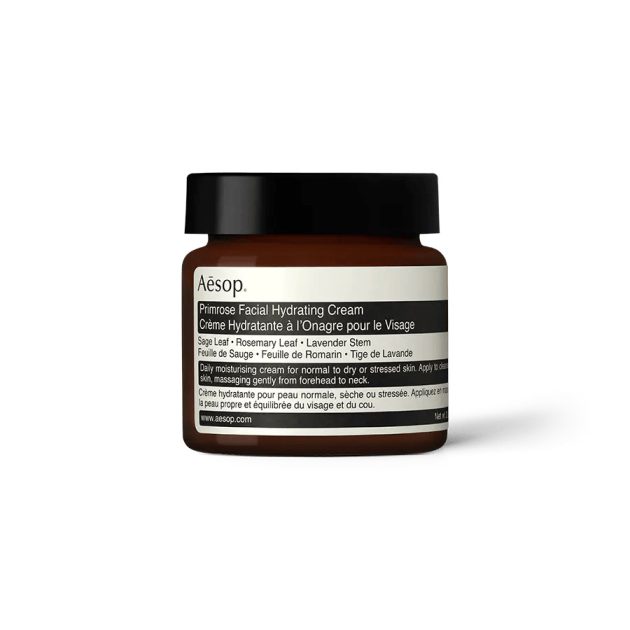 Aēsop.
Primrose Facial Hydrating Cream
Crème Hydratante à l'Onagre pour le Visage
Sage Leaf • Rosemary Leaf • Lavender Stem
Feuille de Sauge • Feuille de Romarin • Tige de Lavande
Daily moisturising cream for normal to dry or stressed skin. Apply to
skin, massaging gently from forehead to neck.
Crème hydratante pour peau normale, sèche ou stressée. Appliquez en
la peau propre et équilibrée du visage et du cou.
www.aesop.com
Net